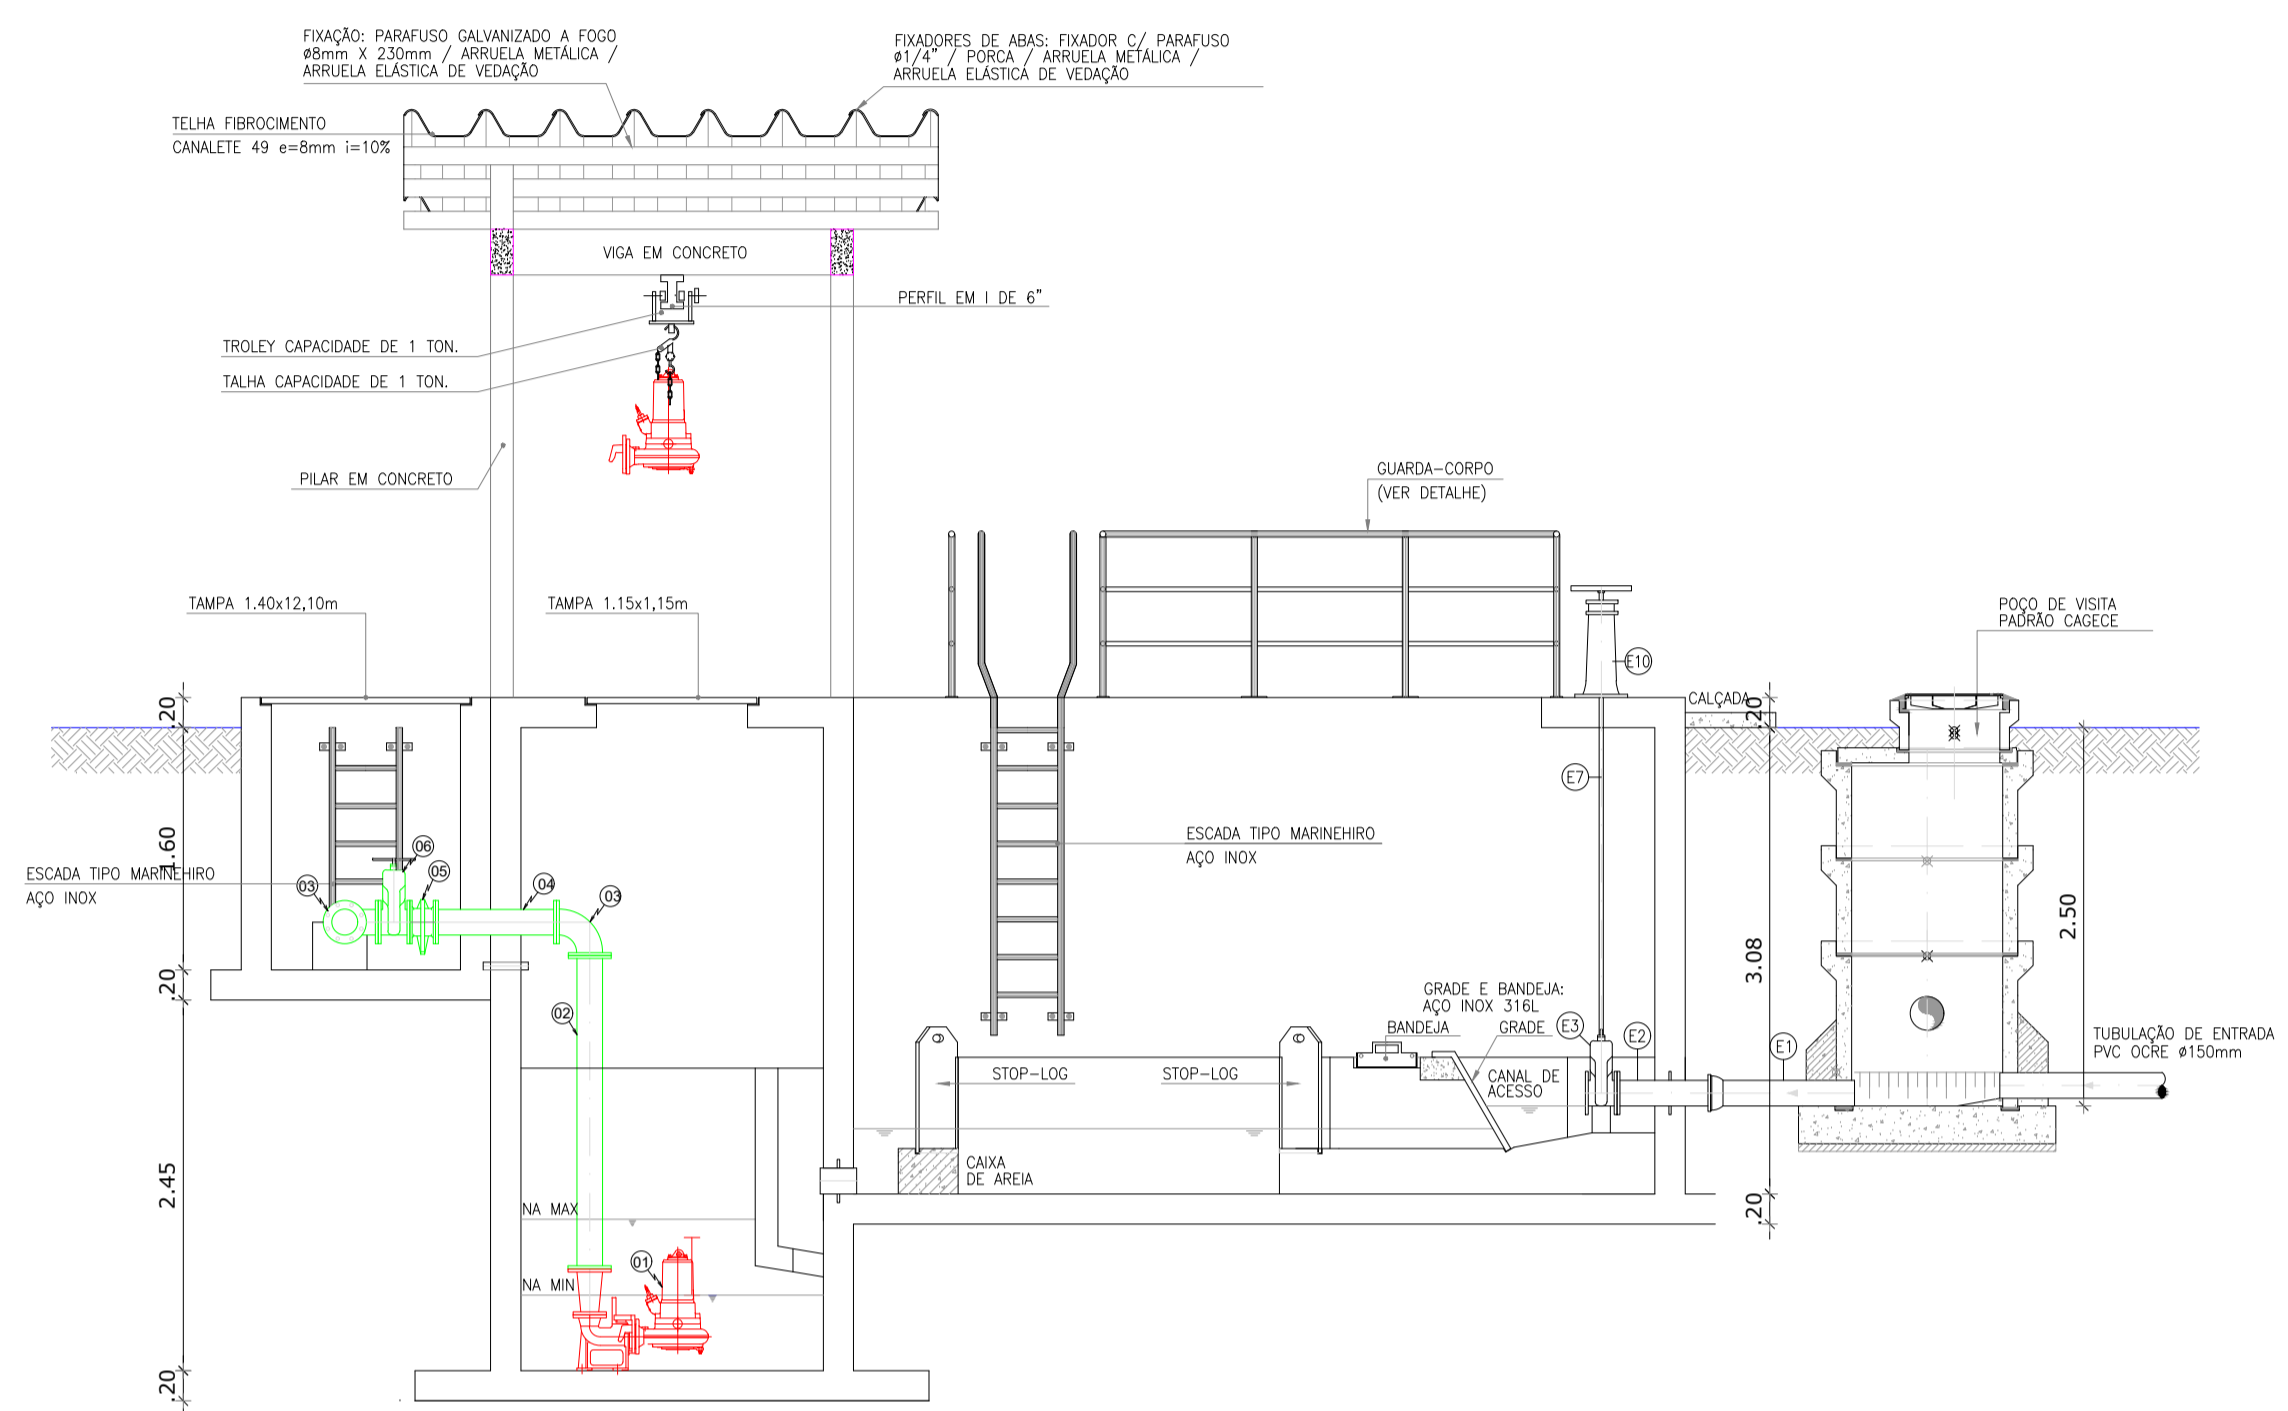 FIXAÇÃO: PARAFUSO GALVANIZADO A FOGO
ø8mm X 230mm / ARRUELA METÁLICA /
ARRUELA ELÁSTICA DE VEDAÇÃO
FIXADORES DE ABAS: FIXADOR C/ PARAFUSO
ø1/4" / PORCA / ARRUELA METÁLICA /
ARRUELA ELÁSTICA DE VEDAÇÃO
TELHA FIBROCIMENTO
CANALETE 49 e=8mm i=10%
VIGA EM CONCRETO
PERFIL EM I DE 6"
TROLEY CAPACIDADE DE 1 TON.
TALHA CAPACIDADE DE 1 TON.
PILAR EM CONCRETO
GUARDA-CORPO
(VER DETALHE)
TAMPA 1.40x12,10m
TAMPA 1.15x1,15m
POÇO DE VISITA
PADRÃO CAGECE
E10
CALÇADA
.20
.20
E7
1.60
ESCADA TIPO MARINEHIRO
AÇO INOX
06
05
04
03
03
ESCADA TIPO MARINEHIRO
AÇO INOX
2.50
3.08
.20
02
GRADE E BANDEJA:
AÇO INOX 316L
BANDEJA
GRADE
E3
E2
E1
TUBULAÇÃO DE ENTRADA
PVC OCRE ø150mm
STOP-LOG
STOP-LOG
CANAL DE
ACESSO
CAIXA
DE AREIA
2.45
.20
NA MAX
01
NA MIN
.20